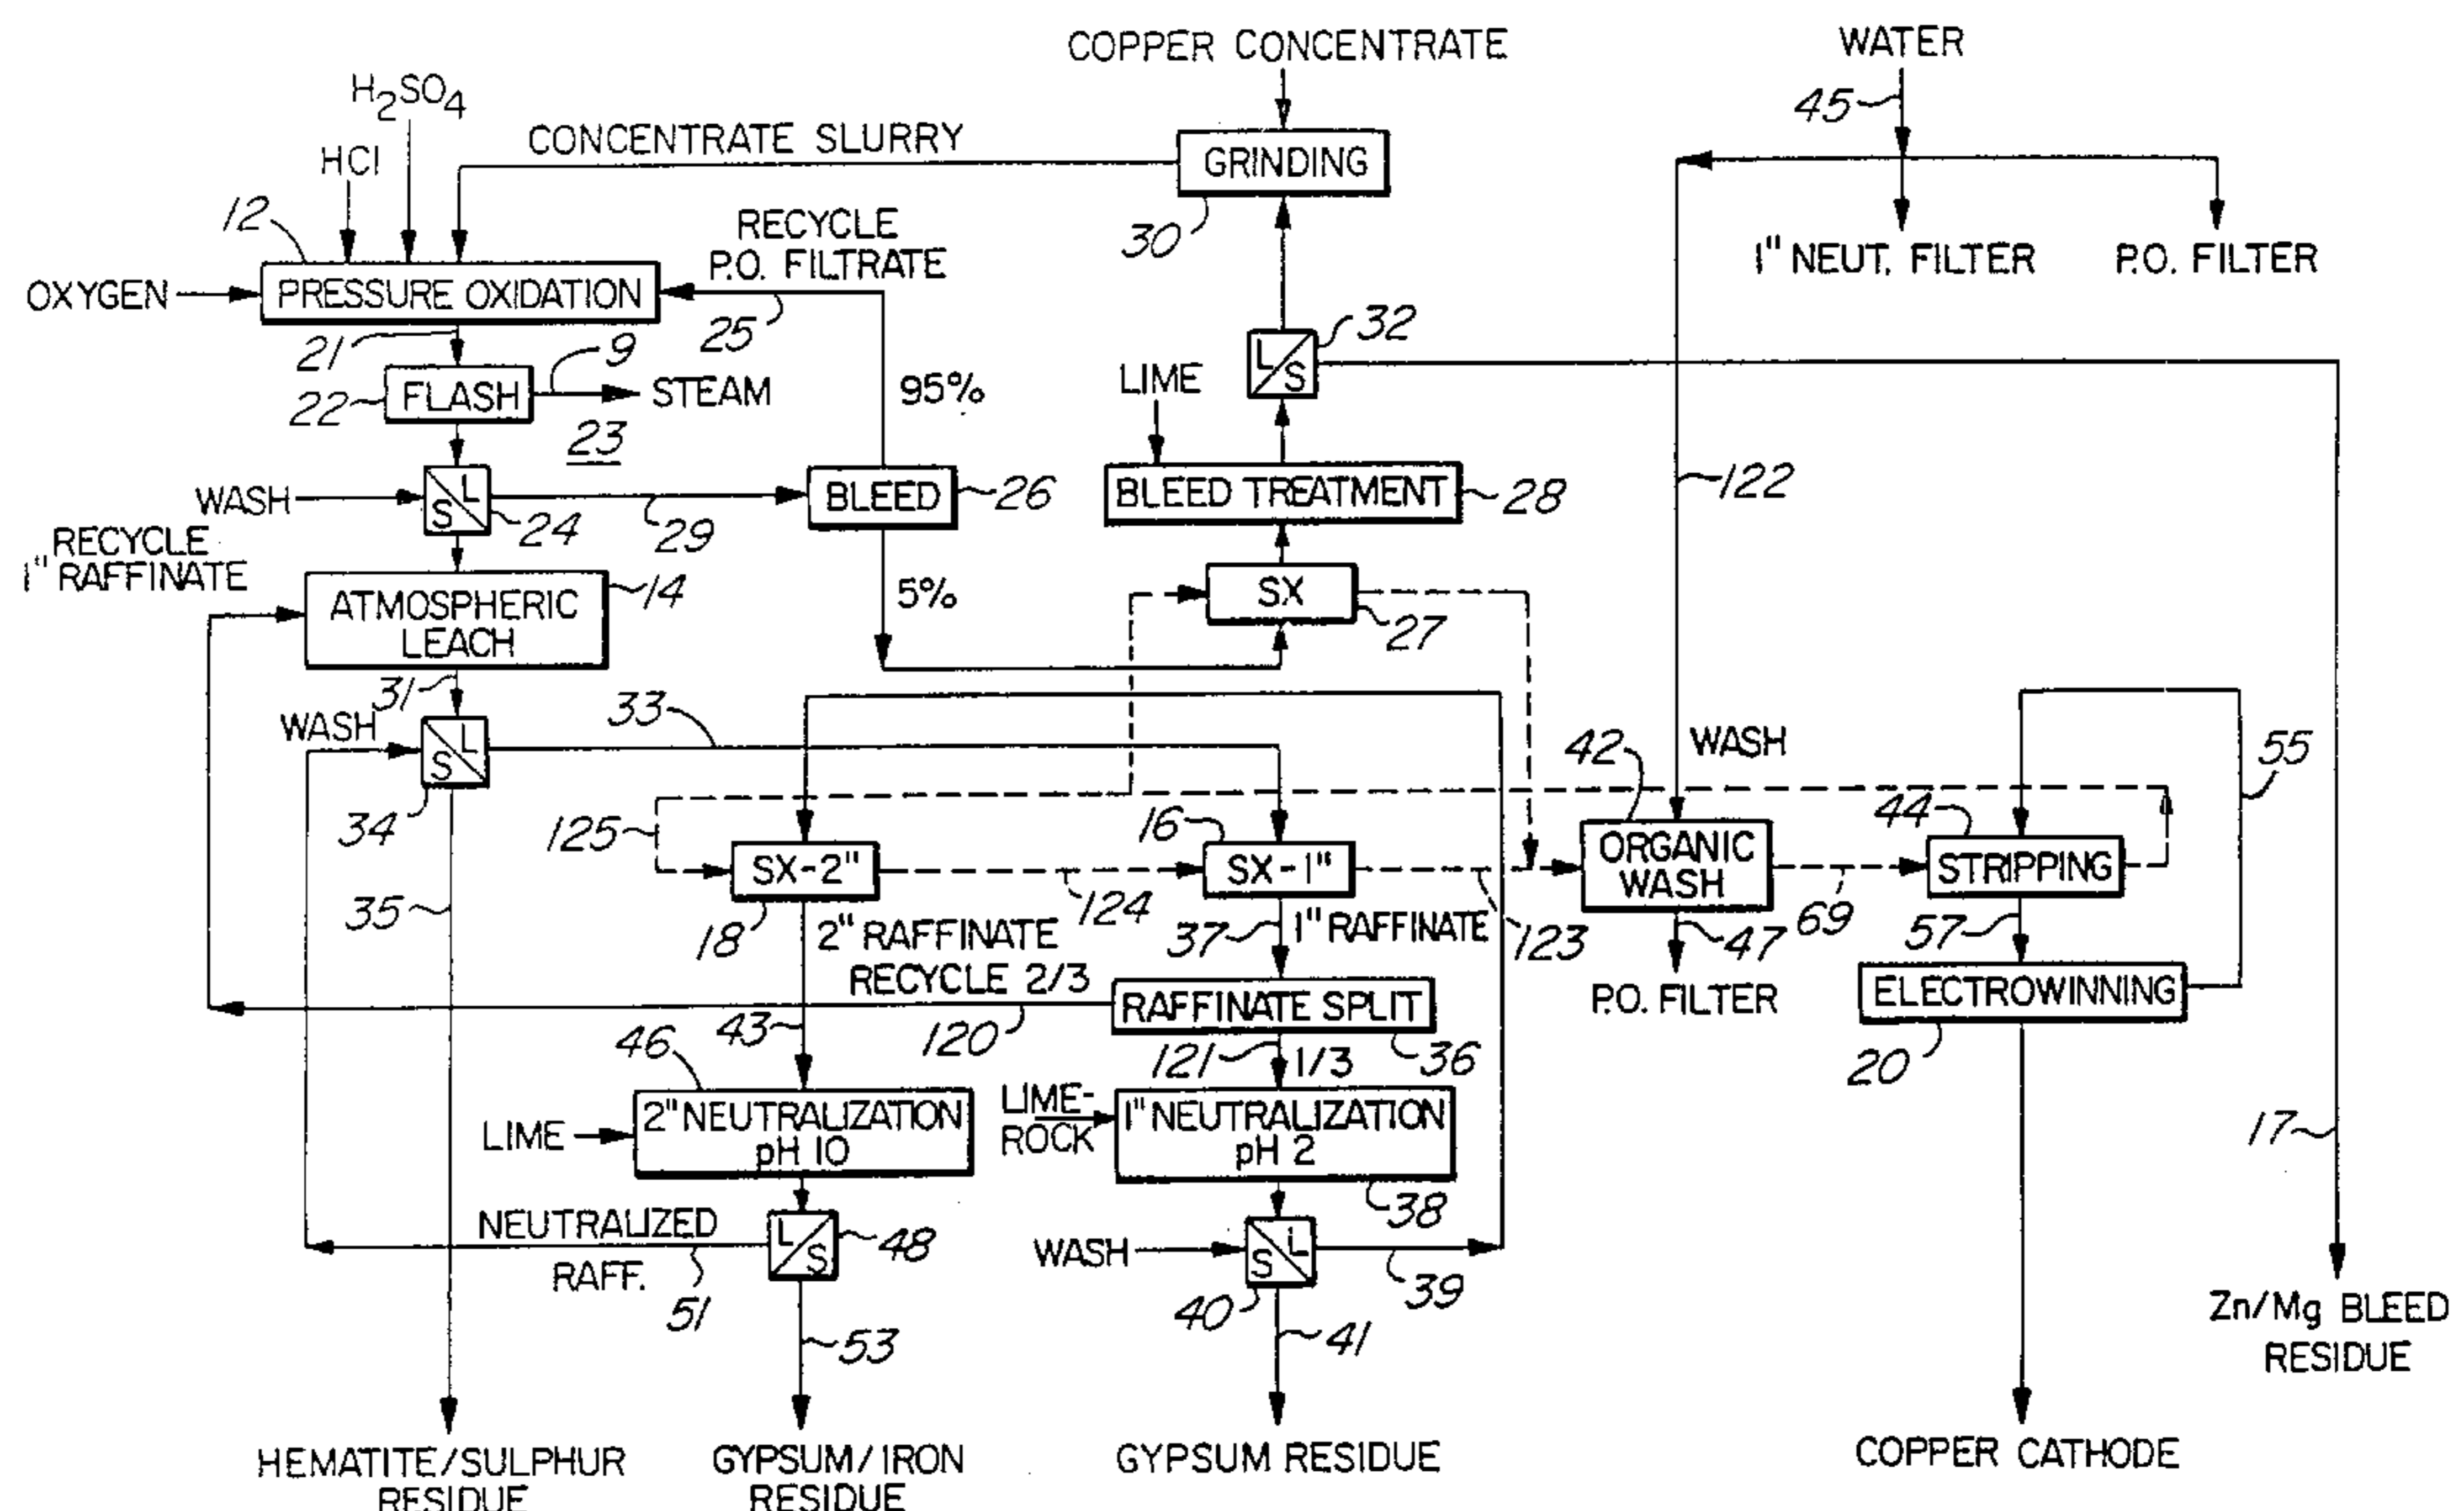 COPPER CONCENTRATE
WATER
H2SO4
HCl
45
CONCENTRATE SLURRY
GRINDING
12
30
RECYCLE
P.O. FILTRATE
1" NEUT. FILTER
P.O. FILTER
OXYGEN
PRESSURE OXIDATION
25
21
9
32
L/S
22
FLASH
STEAM
95%
LIME
23
WASH
S L
24
29
BLEED
26
BLEED TREATMENT
28
122
RECYCLE
1" RAFFINATE
14
ATMOSPHERIC
LEACH
5%
SX
27
31
WASH
33
S L
34
42
WASH
55
125
16
44
35
SX-2"
SX-1"
ORGANIC
WASH
STRIPPING
18
124
37
123
47
69
57
2" RAFFINATE
1" RAFFINATE
RECYCLE 2/3
RAFFINATE SPLIT
P.O. FILTER
ELECTROWINNING
43
120
121
1/3
36
20
46
LIME
2" NEUTRALIZATION
pH 10
LIME-
ROCK
1" NEUTRALIZATION
pH 2
38
17
NEUTRALIZED
RAFF.
51
L/S
48
WASH
S L
40
39
53
41
Zn/Mg BLEED
RESIDUE
HEMATITE/SULPHUR
RESIDUE
GYPSUM/IRON
RESIDUE
GYPSUM RESIDUE
COPPER CATHODE